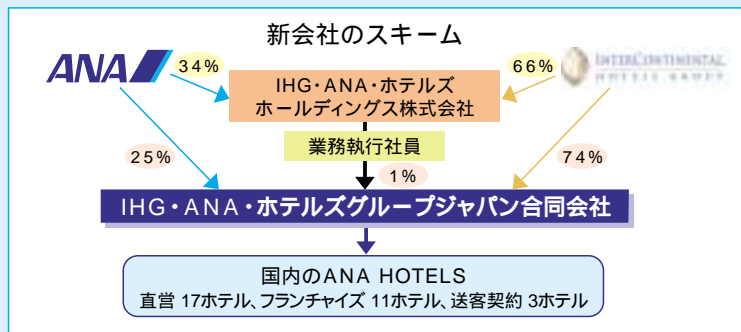 新会社のスキーム
ANA
34%
66%
INTERCONTINENTAL
HOTELS GROUP
IHG・ANA・ホテルズ
ホールディングス株式会社
業務執行社員
25%
1%
74%
IHG・ANA・ホテルズグループジャパン合同会社
国内のANA HOTELS
直営 17ホテル、フランチャイズ 11ホテル、送客契約 3ホテル